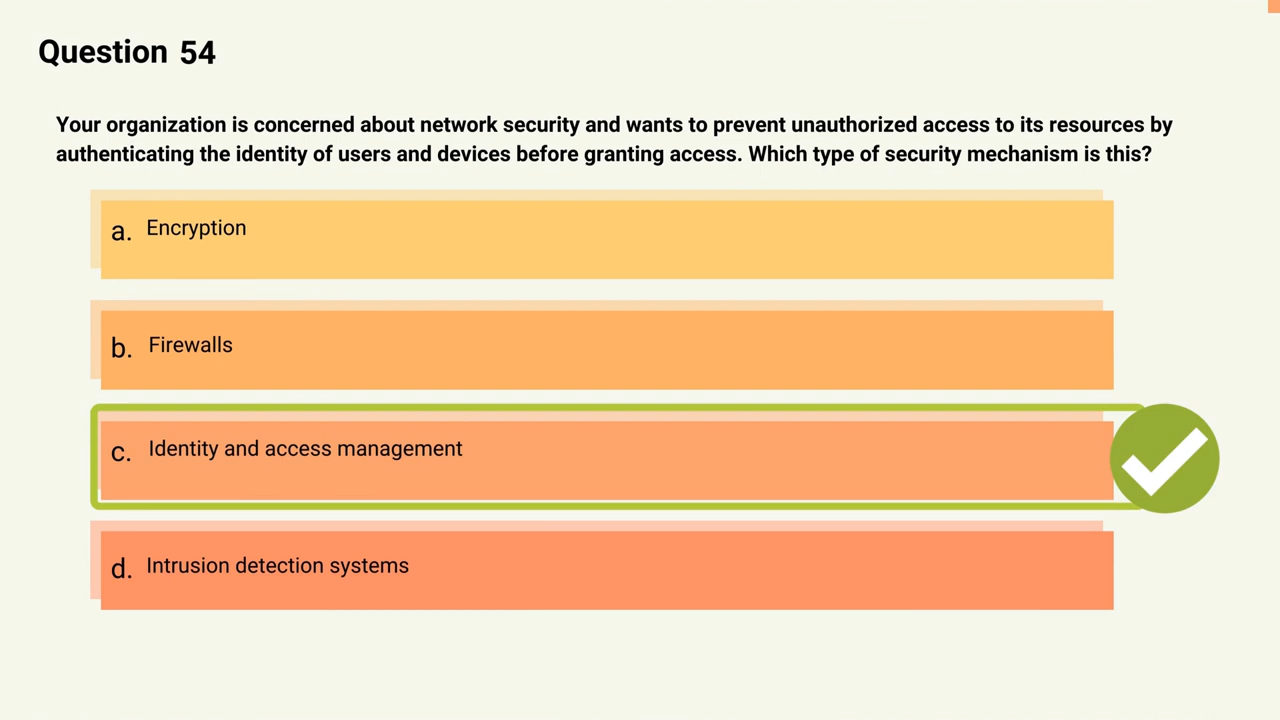 Question 54
Your organization is concerned about network security and wants to prevent unauthorized access to its resources by
authenticating the identity of users and devices before granting access. Which type of security mechanism is this?
a. Encryption
b. Firewalls
c. Identity and access management
d. Intrusion detection systems